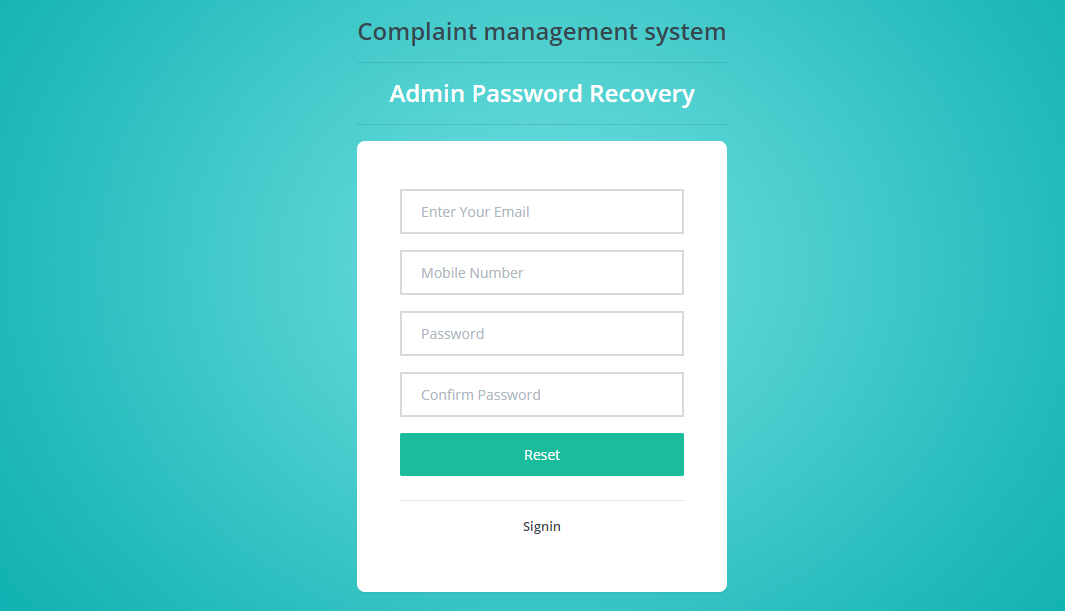 Complaint management system
Admin Password Recovery
Enter Your Email
Mobile Number
Password
Confirm Password
Reset
Signin